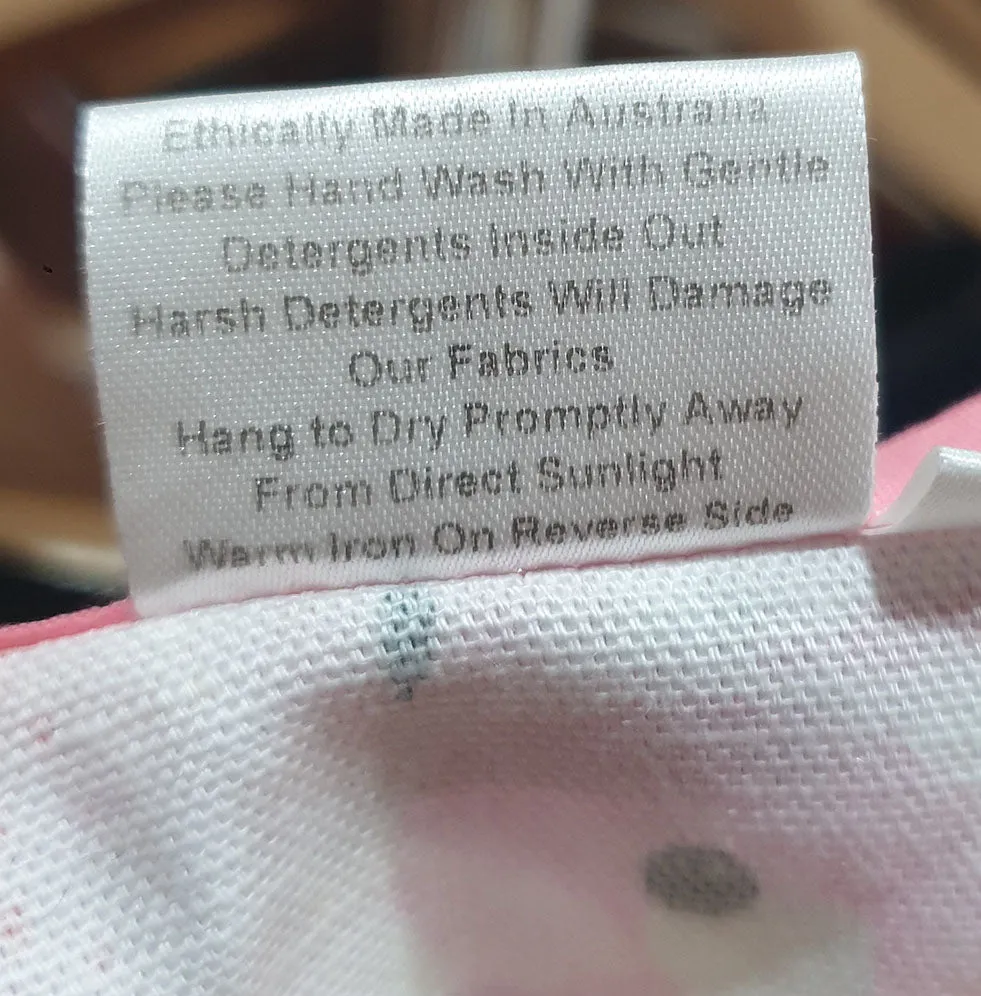 Ethically Made In Australia
Please Hand Wash With Gentle
Detergents Inside Out
Harsh Detergents Will Damage
Our Fabrics
Hang to Dry Promptly Away
From Direct Sunlight
Warm Iron On Reverse Side